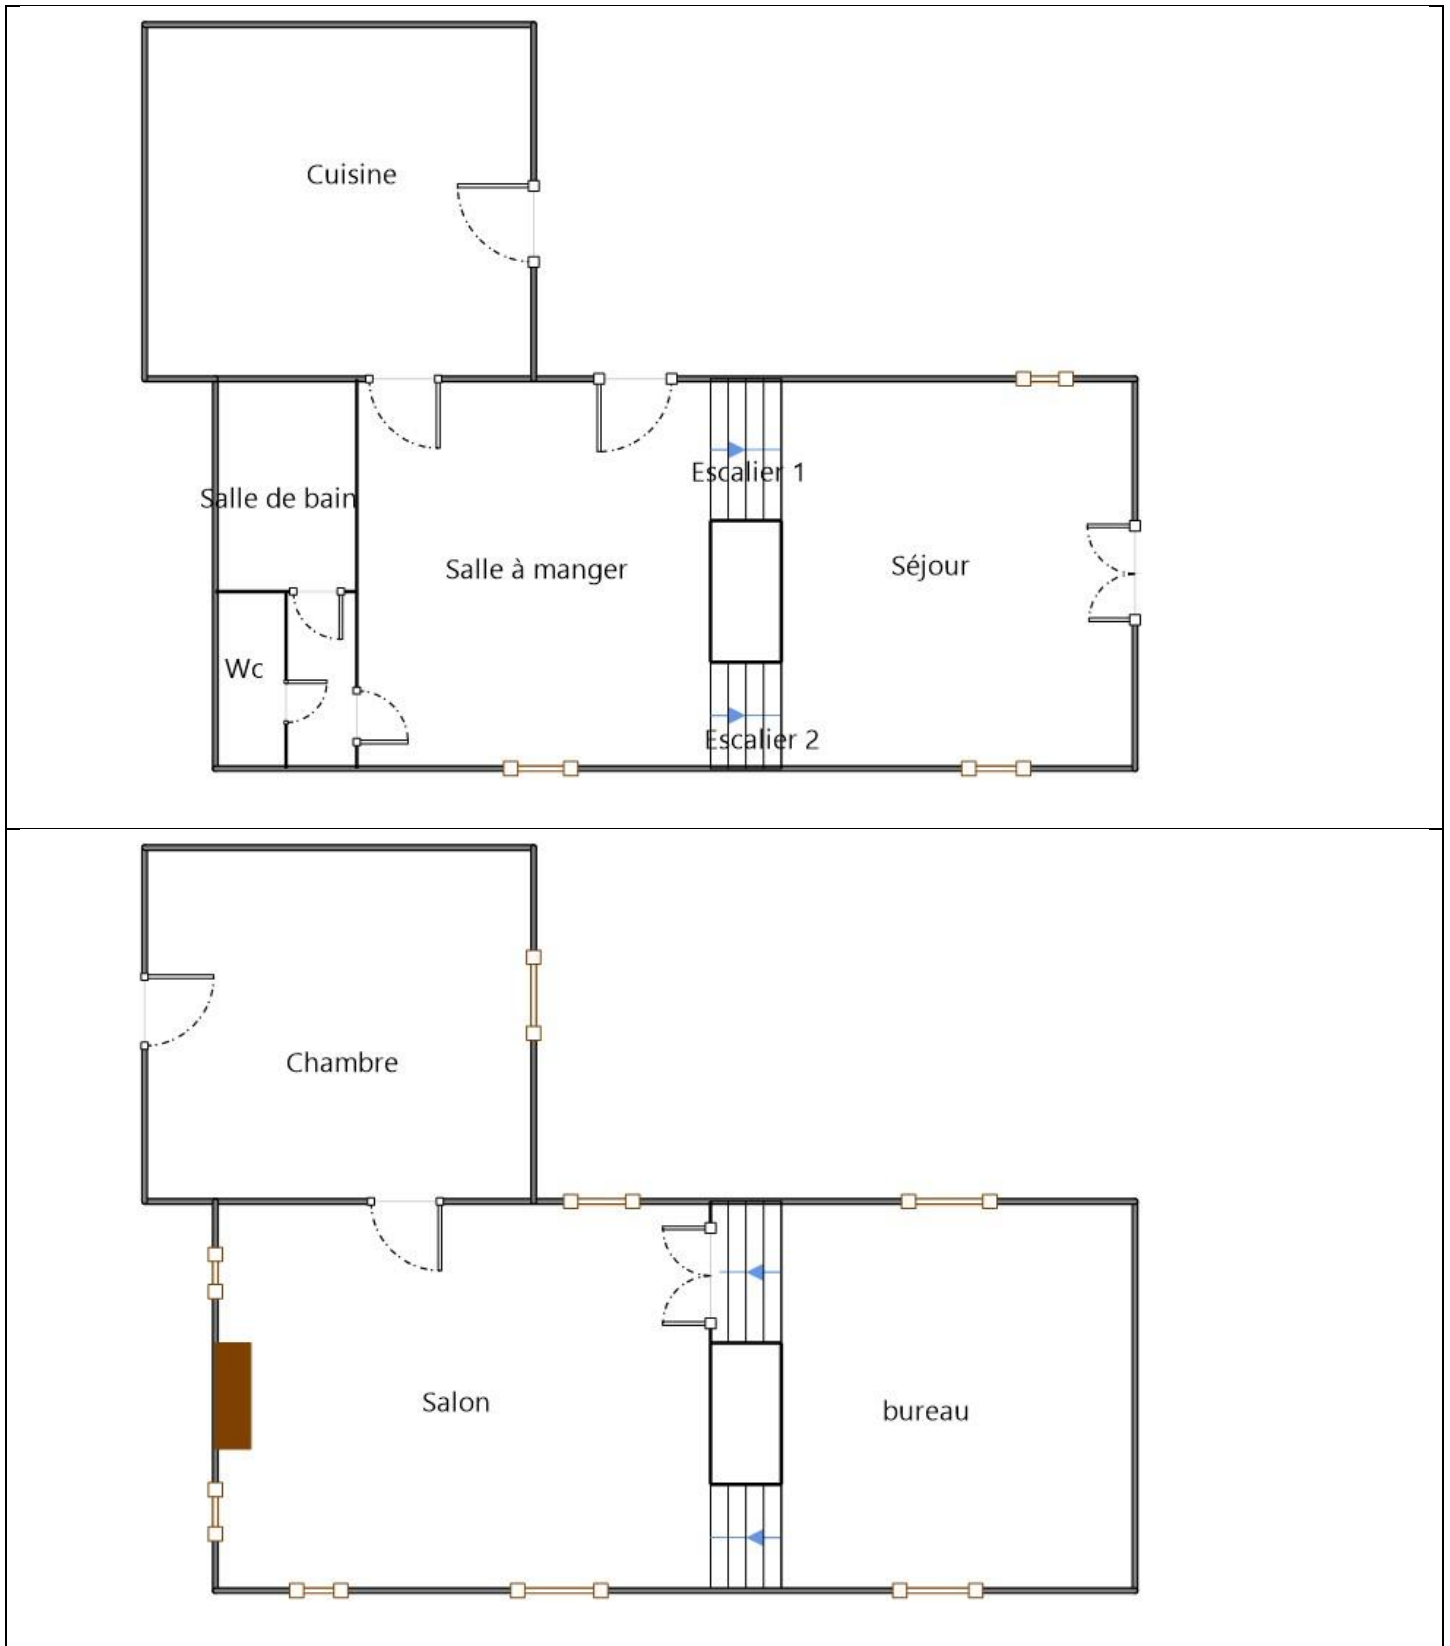 Cuisine
Escalier 1
Salle de bain
Salle à manger
Séjour
Wc
Escalier 2
Chambre
Salon
bureau